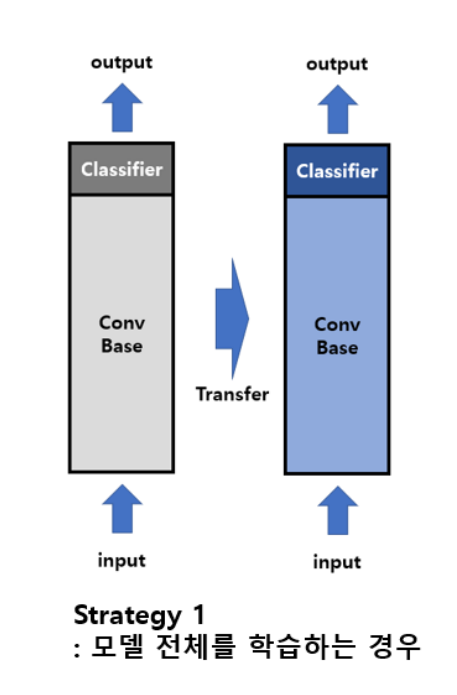 output
output
Classifier
Classifier
Conv
Base
Conv
Base
Transfer
input
input
Strategy 1
: 모델 전체를 학습하는 경우